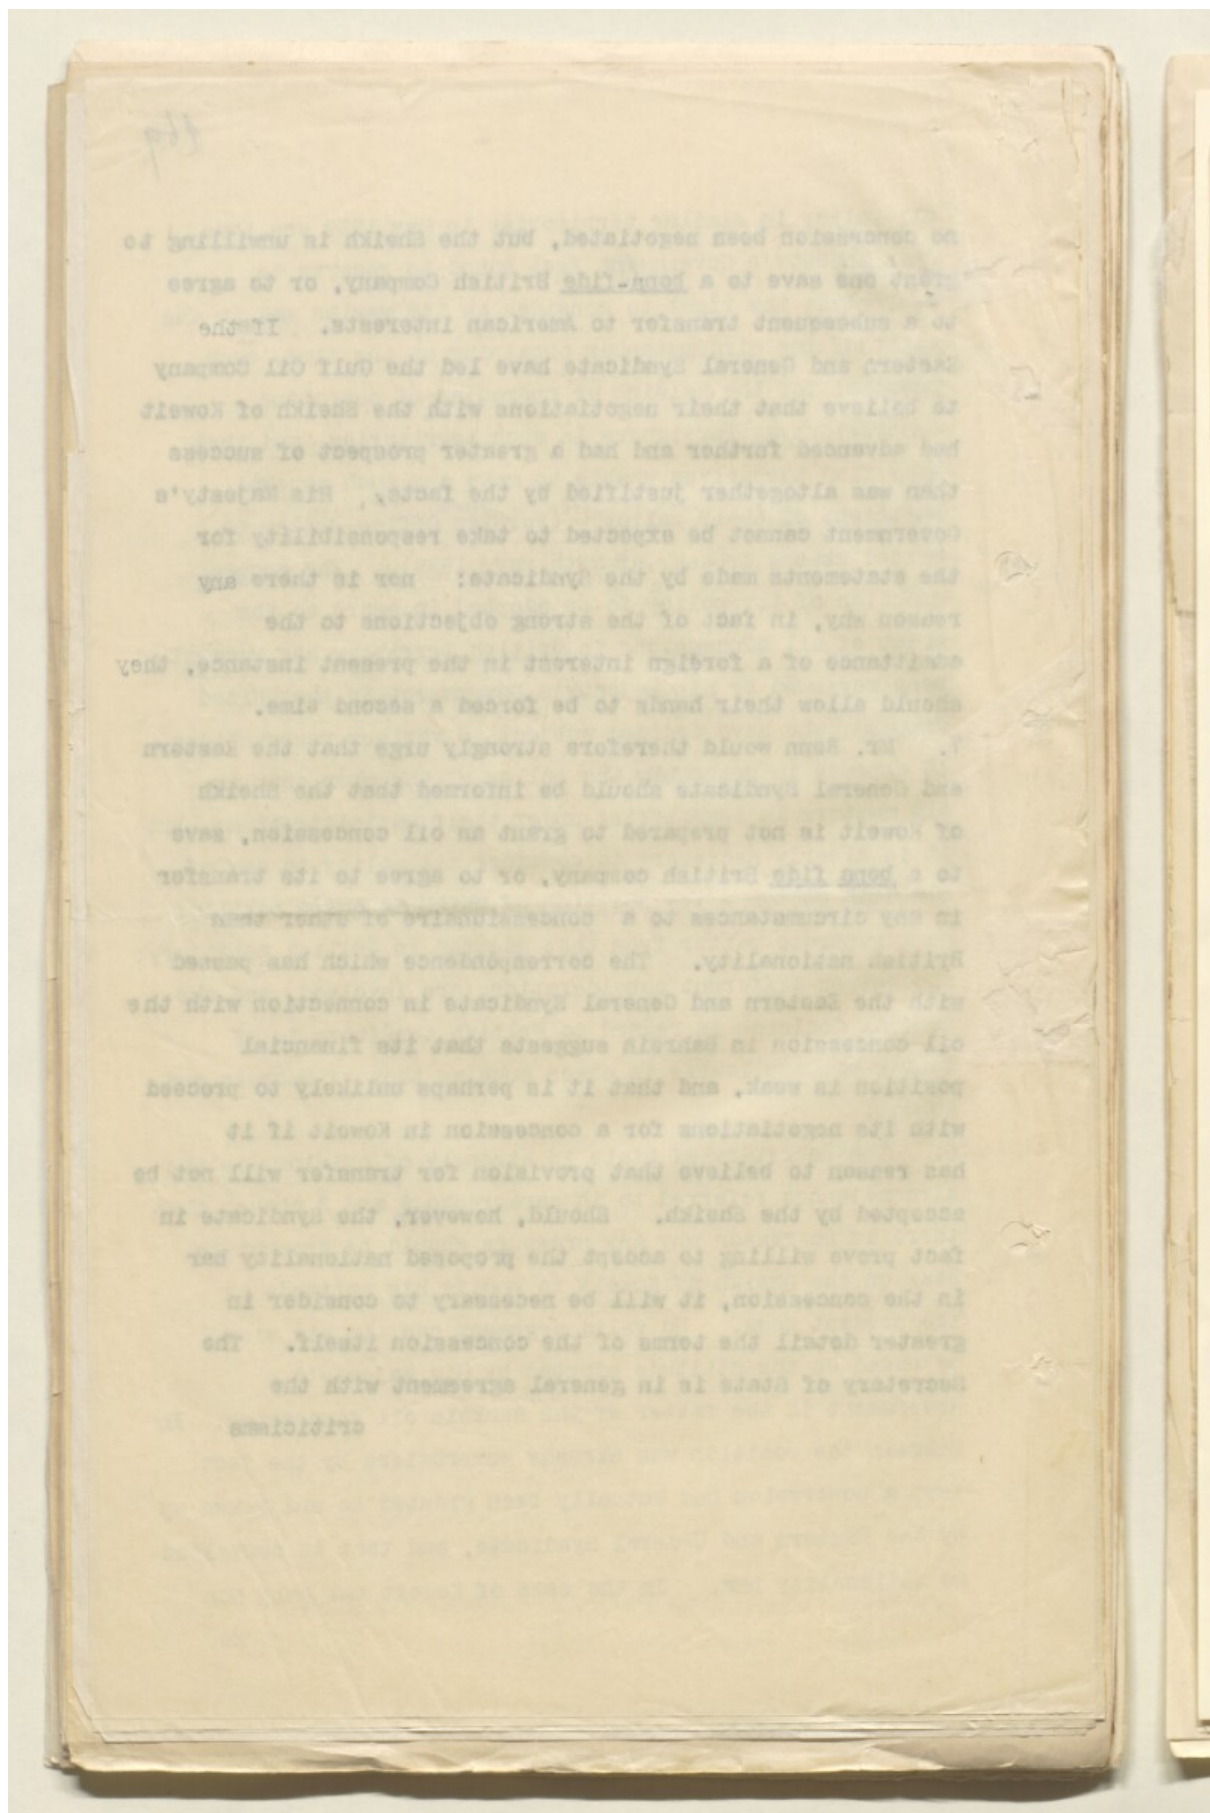 no concession been negotiated, but the Sheikh is unwilling to
grant one save to a bona-fide British Company, or to agree
to a subsequent transfer to American interests. If the
Eastern and General Syndicate have led the Gulf Oil Company
to believe that their negotiations with the Sheikh of Koweit
had advanced further and had a greater prospect of success
than was altogether justified by the facts, His Majesty's
Government cannot be expected to take responsibility for
the statements made by the Syndicate: nor is there any
reason why, in fact of the strong objections to the
admittance of a foreign interest in the present instance, they
should allow their hands to be forced a second time.
7. Mr. Benn would therefore strongly urge that the Eastern
and General Syndicate should be informed that the Sheikh
of Koweit is not prepared to grant an oil concession, save
to a bona fide British company, or to agree to its transfer
in any circumstances to a concessionaire of other than
British nationality. The correspondence which has passed
with the Eastern and General Syndicate in connection with the
oil concession in Bahrein suggests that its financial
position is weak, and that it is perhaps unlikely to proceed
with its negotiations for a concession in Koweit if it
has reason to believe that provision for transfer will not be
accepted by the Sheikh. Should, however, the Syndicate in
fact prove willing to accept the proposed nationality bar
in the concession, it will be necessary to consider in
greater detail the terms of the concession itself. The
Secretary of State is in general agreement with the
criticisms